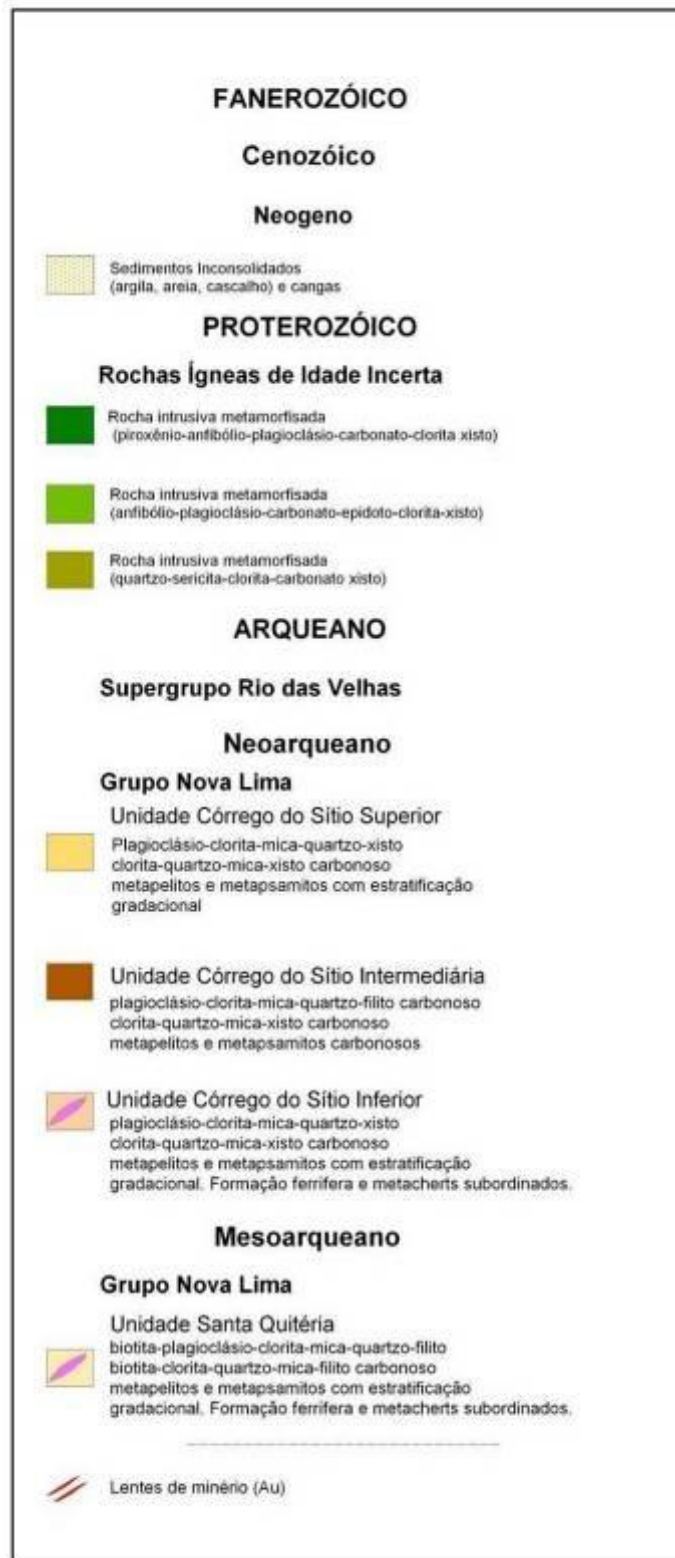 FANEROZÓICO
Cenozóico
Neogeno
Sedimentos Inconsolidados
(argila, areia, cascalho) e cangas
PROTEROZÓICO
Rochas Ígneas de Idade Incerta
Rocha intrusiva metamorfisada
(piroxênio-anfibólio-plagioclásio-carbonato-clorita xisto)
Rocha intrusiva metamorfisada
(anfibólio-plagioclásio-carbonato-epidoto-clorita-xisto)
Rocha intrusiva metamorfisada
(quartzo-sericita-clorita-carbonato xisto)
ARQUEANO
Supergrupo Rio das Velhas
Neoarqueano
Grupo Nova Lima
Unidade Córrego do Sítio Superior
Plagioclásio-clorita-mica-quartzo-xisto
clorita-quartzo-mica-xisto carbonoso
metapelitos e metapsamitos com estratificação
gradacional
Unidade Córrego do Sítio Intermediária
plagioclásio-clorita-mica-quartzo-filito carbonoso
clorita-quartzo-mica-xisto carbonoso
metapelitos e metapsamitos carbonosos
Unidade Córrego do Sítio Inferior
plagioclásio-clorita-mica-quartzo-xisto
clorita-quartzo-mica-xisto carbonoso
metapelitos e metapsamitos com estratificação
gradacional. Formação ferrifera e metacherts subordinados.
Mesoarqueano
Grupo Nova Lima
Unidade Santa Quitéria
biotita-plagioclásio-clorita-mica-quartzo-filito
biotita-clorita-quartzo-mica-filito carbonoso
metapelitos e metapsamitos com estratificação
gradacional. Formação ferrifera e metacherts subordinados.
Lentes de minério (Au)